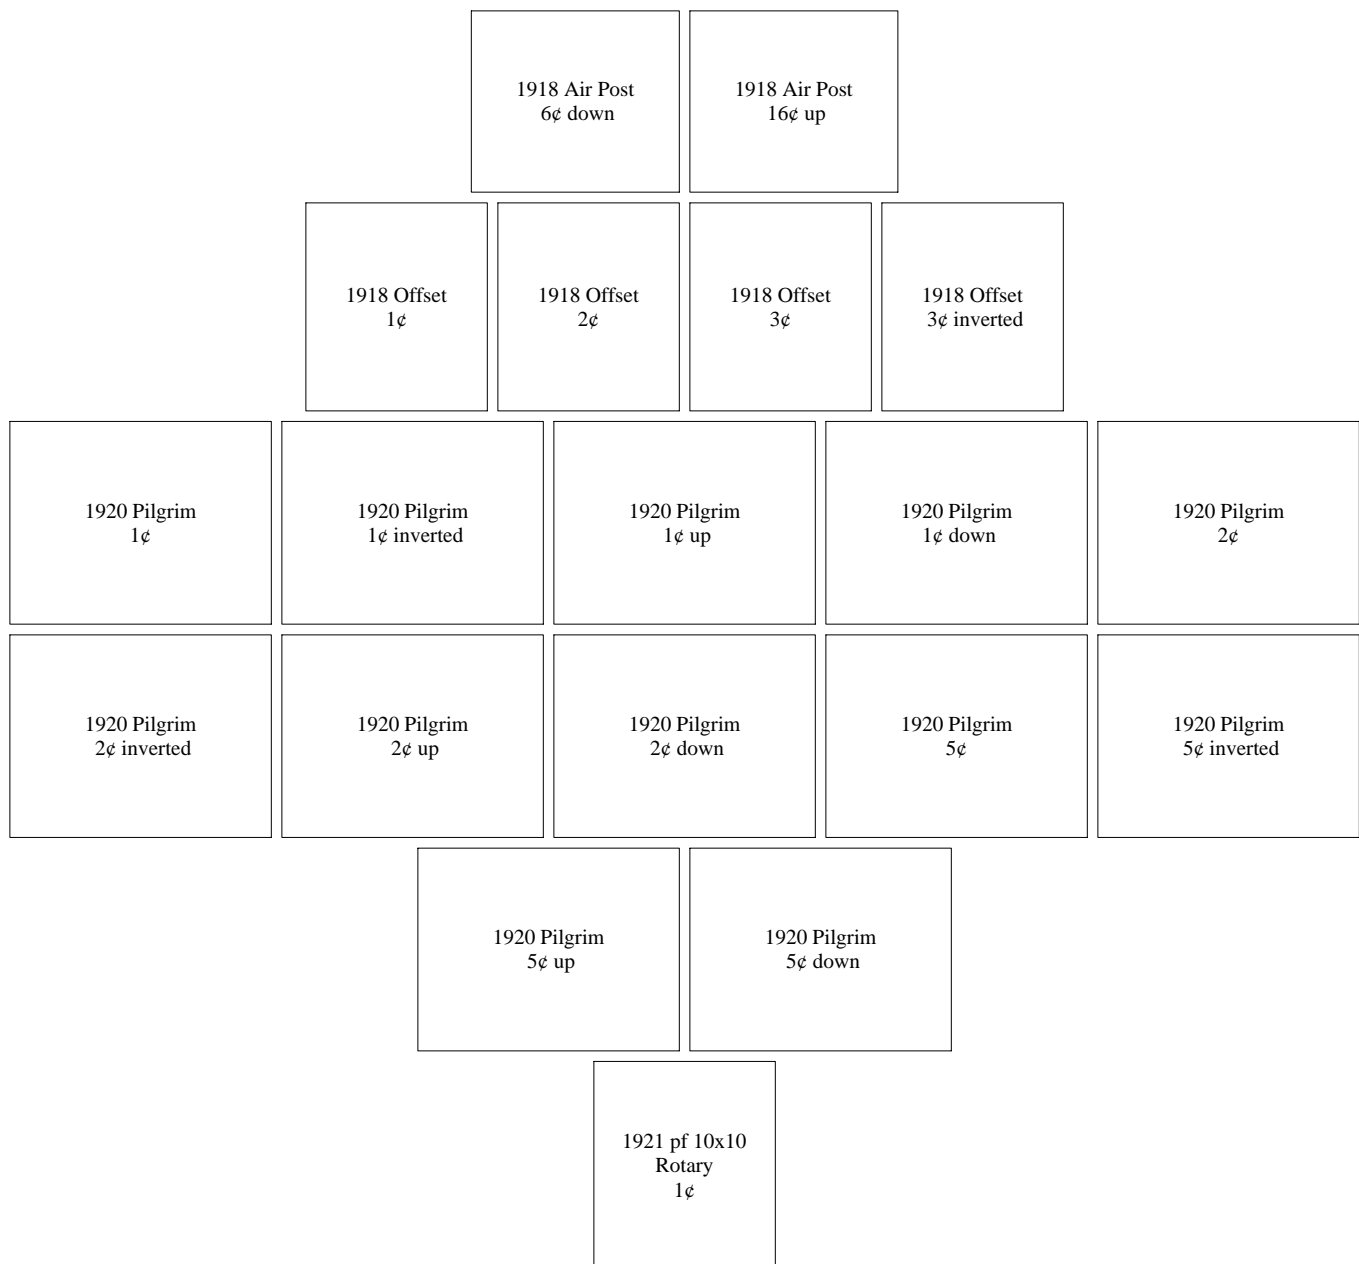 1918 Air Post
6¢ down
1918 Air Post
16¢ up
1918 Offset
1¢
1918 Offset
2¢
1918 Offset
3¢
1918 Offset
3¢ inverted
1920 Pilgrim
1¢
1920 Pilgrim
1¢ inverted
1920 Pilgrim
1¢ up
1920 Pilgrim
1¢ down
1920 Pilgrim
2¢
1920 Pilgrim
2¢ inverted
1920 Pilgrim
2¢ up
1920 Pilgrim
2¢ down
1920 Pilgrim
5¢
1920 Pilgrim
5¢ inverted
1920 Pilgrim
5¢ up
1920 Pilgrim
5¢ down
1921 pf 10x10
Rotary
1¢